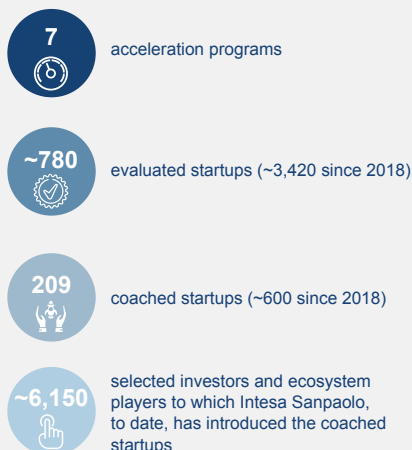 7
acceleration programs
~780
evaluated startups (~3,420 since 2018)
209
coached startups (~600 since 2018)
~6,150
selected investors and ecosystem
players to which Intesa Sanpaolo,
to date, has introduced the coached
startups